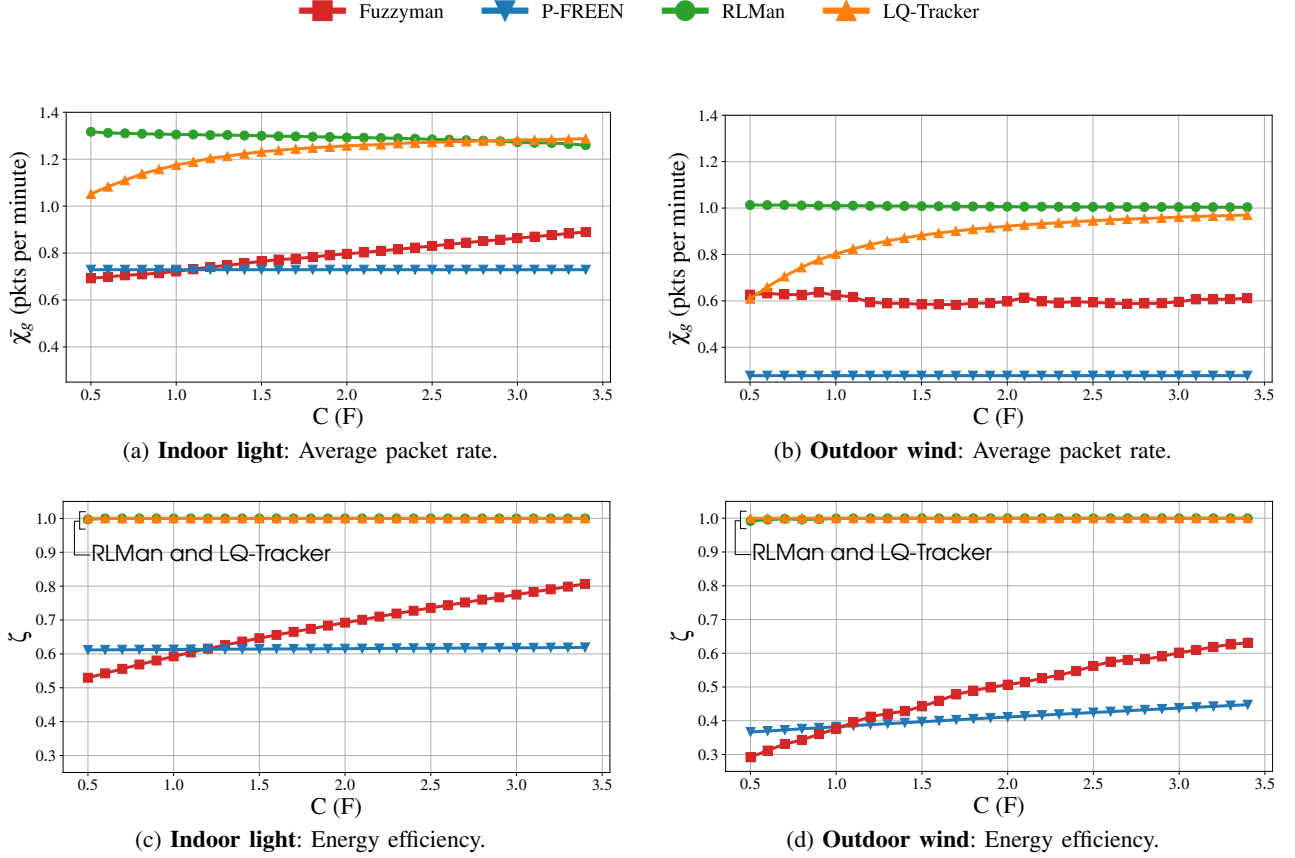 Fuzzyman P-FREEN RLMan LQ-Tracker
1.4
1.2
1.0
0.8
0.6
0.4
χ̄g (pkts per minute)
0.5 1.0 1.5 2.0 2.5 3.0 3.5
C (F)
(a) Indoor light: Average packet rate.
1.4
1.2
1.0
0.8
0.6
0.4
χ̄g (pkts per minute)
0.5 1.0 1.5 2.0 2.5 3.0 3.5
C (F)
(b) Outdoor wind: Average packet rate.
1.0
0.9
0.8
0.7
0.6
0.5
0.4
0.3
ζ
RLMan and LQ-Tracker
0.5 1.0 1.5 2.0 2.5 3.0 3.5
C (F)
(c) Indoor light: Energy efficiency.
1.0
0.9
0.8
0.7
0.6
0.5
0.4
0.3
ζ
RLMan and LQ-Tracker
0.5 1.0 1.5 2.0 2.5 3.0 3.5
C (F)
(d) Outdoor wind: Energy efficiency.